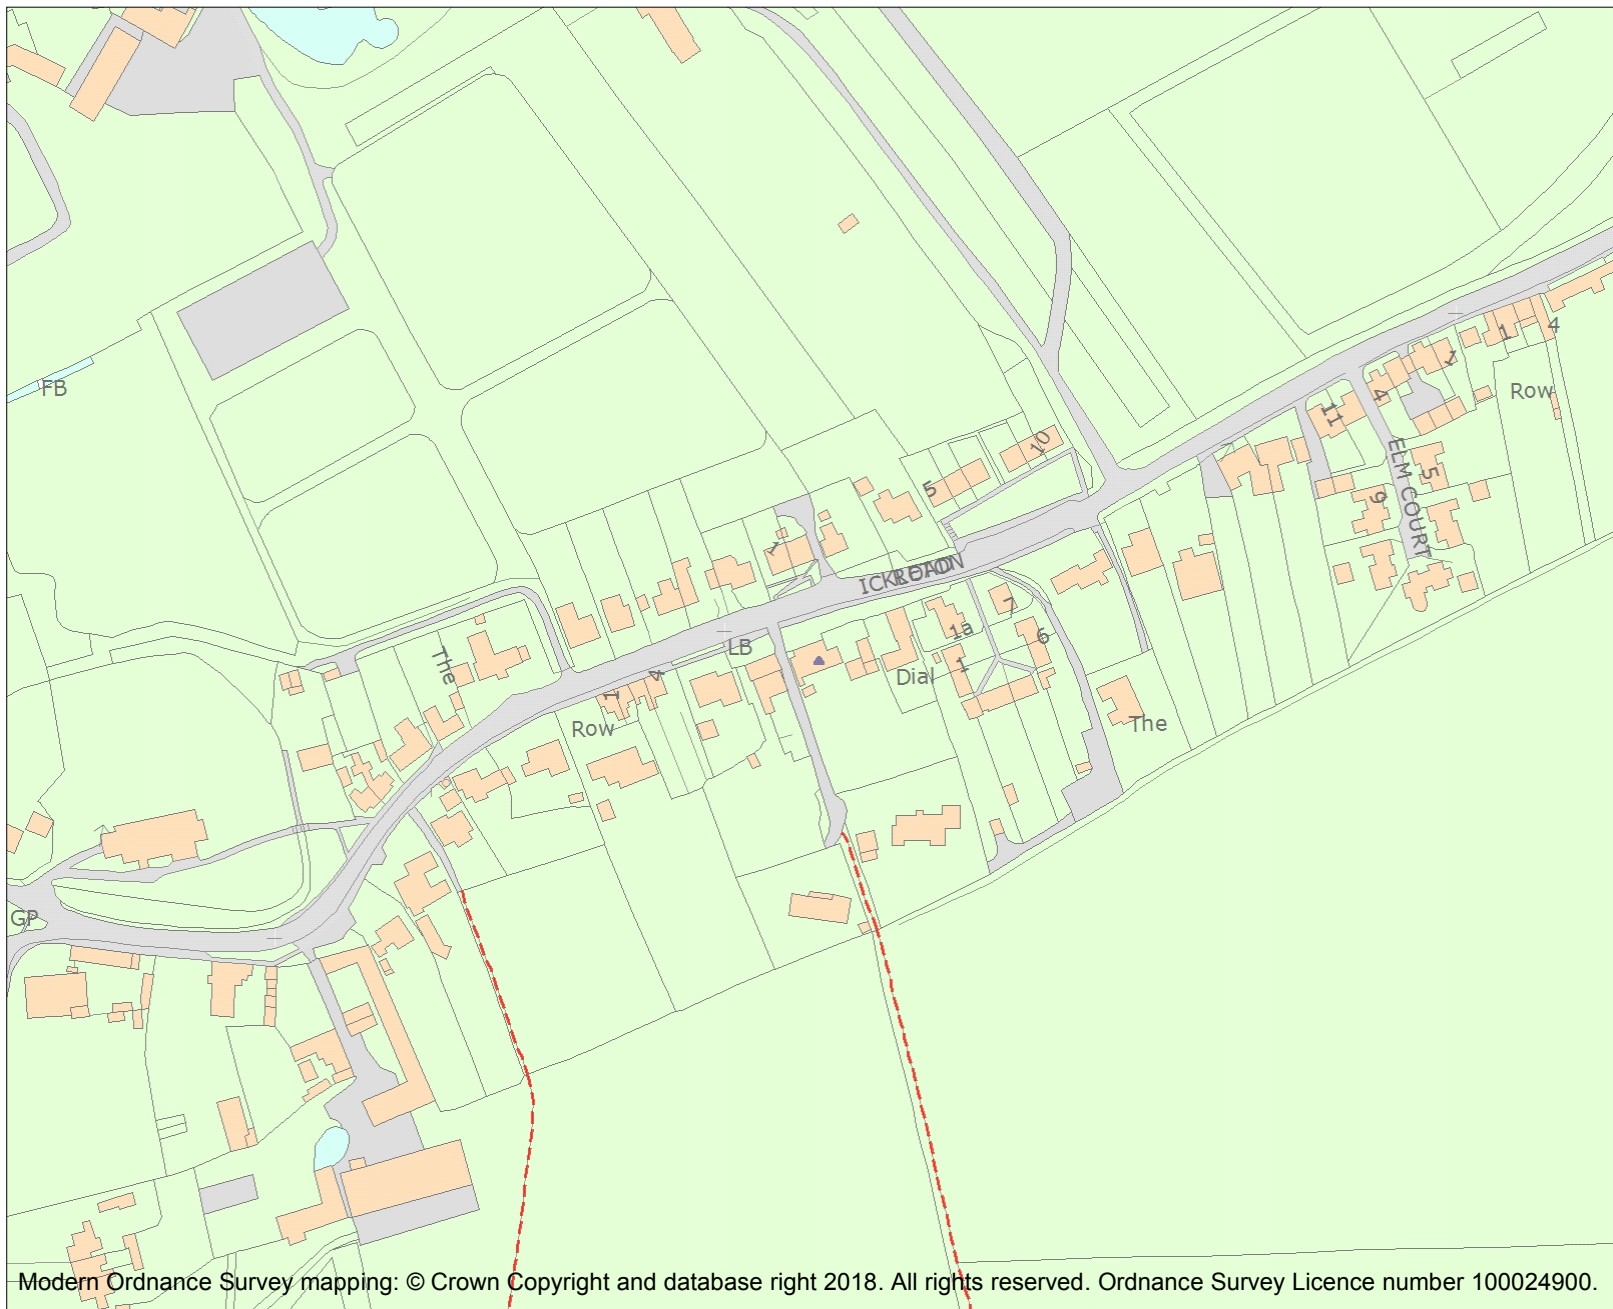 4
1
Row
1
FB
4
11
10
ELM COURT
5
5
9
1
ICKLETON
ROAD
7
1a
6
LB
The
1
Dial
4
1
Row
The
GP
Modern Ordnance Survey mapping: © Crown Copyright and database right 2018. All rights reserved. Ordnance Survey Licence number 100024900.